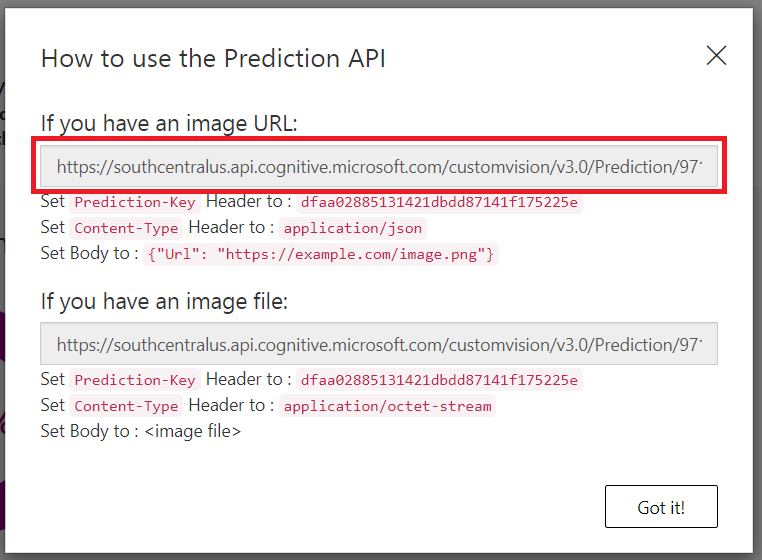 How to use the Prediction API
If you have an image URL:
https://southcentralus.api.cognitive.microsoft.com/customvision/v3.0/Prediction/971
Set Prediction-Key Header to : dfaa02885131421dbdd87141f175225e
Set Content-Type Header to : application/json
Set Body to : {"Url": "https://example.com/image.png"}
If you have an image file:
https://southcentralus.api.cognitive.microsoft.com/customvision/v3.0/Prediction/971
Set Prediction-Key Header to : dfaa02885131421dbdd87141f175225e
Set Content-Type Header to : application/octet-stream
Set Body to : <image file>
Got it!